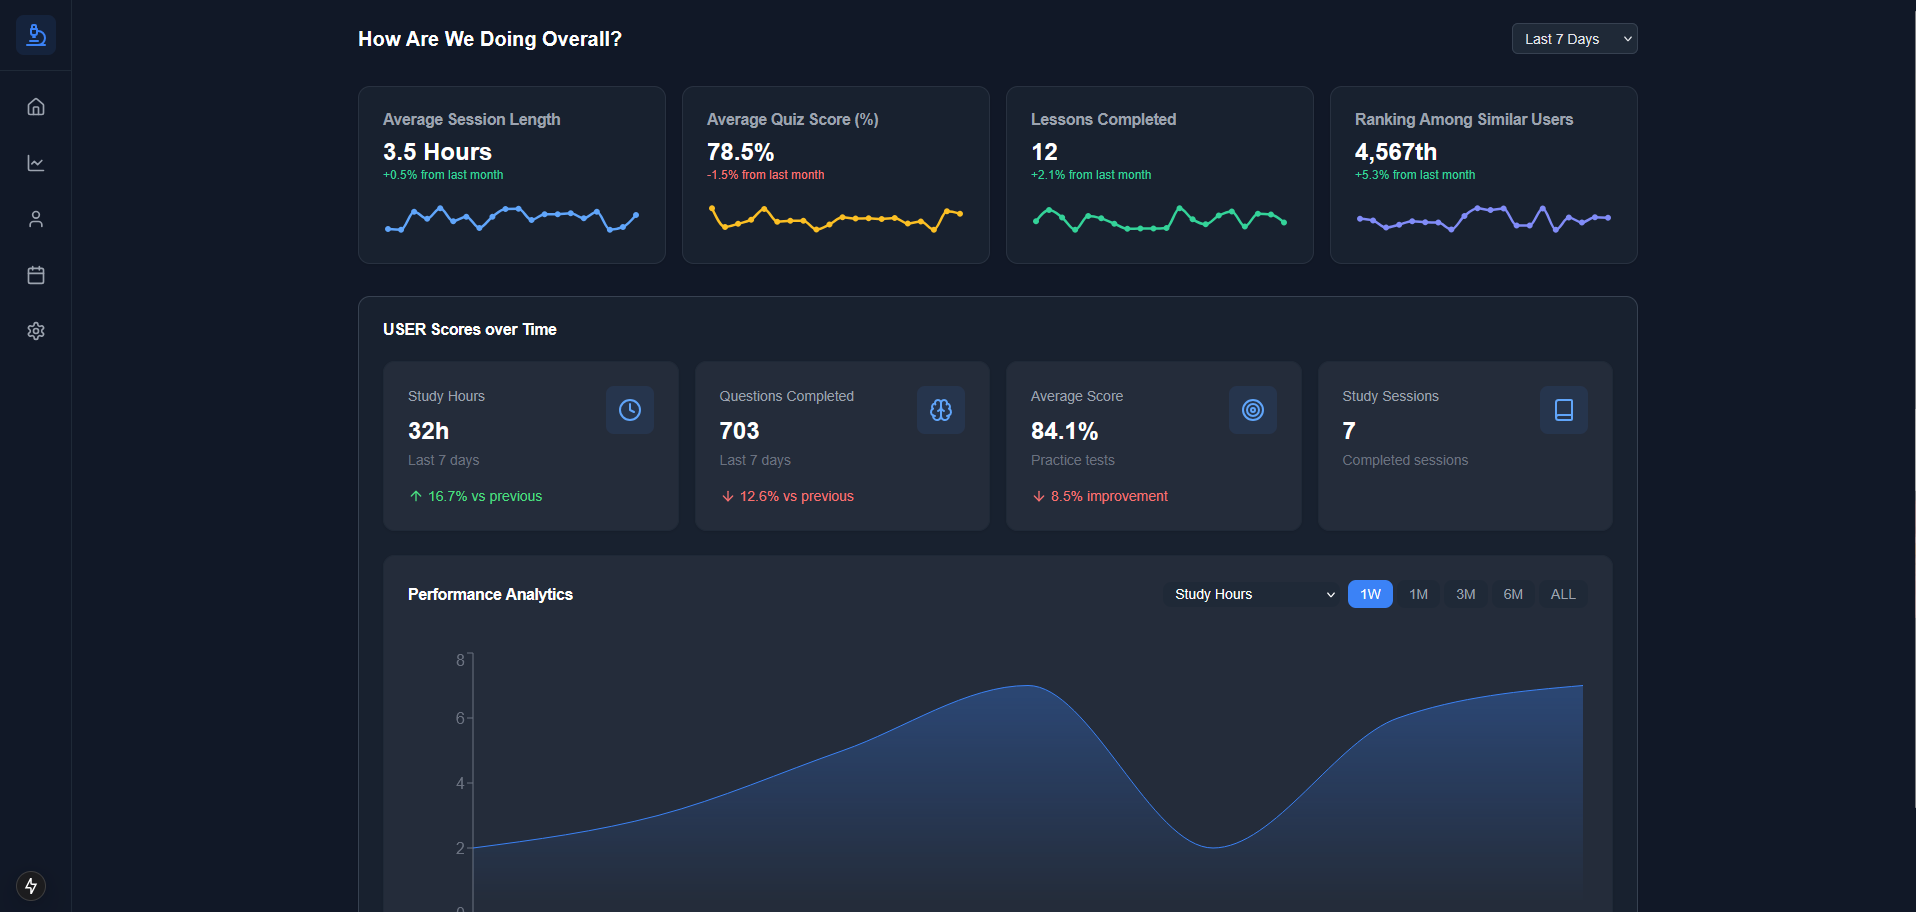 How Are We Doing Overall?
Last 7 Days
Average Session Length
3.5 Hours
+0.5% from last month
Average Quiz Score (%)
78.5%
-1.5% from last month
Lessons Completed
12
+2.1% from last month
Ranking Among Similar Users
4,567th
+5.3% from last month
USER Scores over Time
Study Hours
32h
Last 7 days
16.7% vs previous
Questions Completed
703
Last 7 days
12.6% vs previous
Average Score
84.1%
Practice tests
8.5% improvement
Study Sessions
7
Completed sessions
Performance Analytics
Study Hours
1W
1M
3M
6M
ALL
8
6
4
2